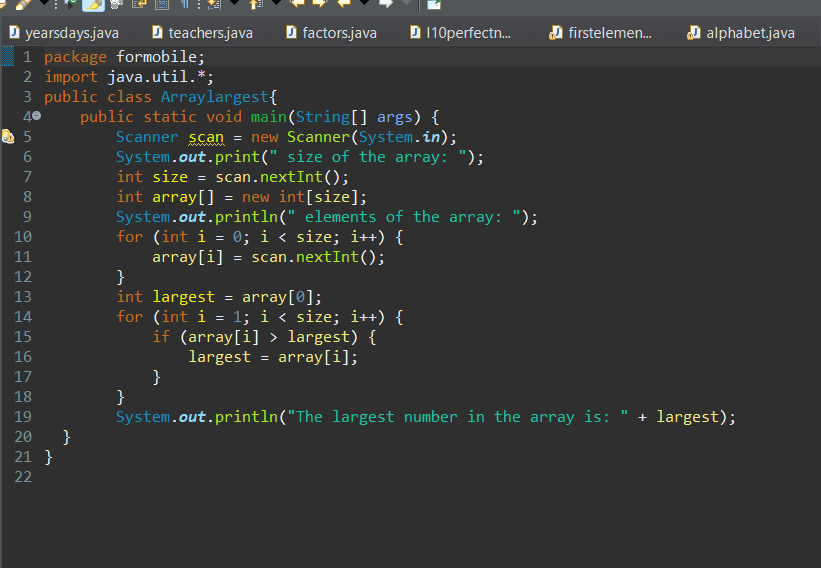 yearsdays.java teachers.java factors.java l10perfectn... firstelemen... alphabet.java
1 package formobile;
2 import java.util.*;
3 public class Arraylargest{
4 public static void main(String[] args) {
5 Scanner scan = new Scanner(System.in);
6 System.out.print(" size of the array: ");
7 int size = scan.nextInt();
8 int array[] = new int[size];
9 System.out.println(" elements of the array: ");
10 for (int i = 0; i < size; i++) {
11 array[i] = scan.nextInt();
12 }
13 int largest = array[0];
14 for (int i = 1; i < size; i++) {
15 if (array[i] > largest) {
16 largest = array[i];
17 }
18 }
19 System.out.println("The largest number in the array is: " + largest);
20 }
21 }
22